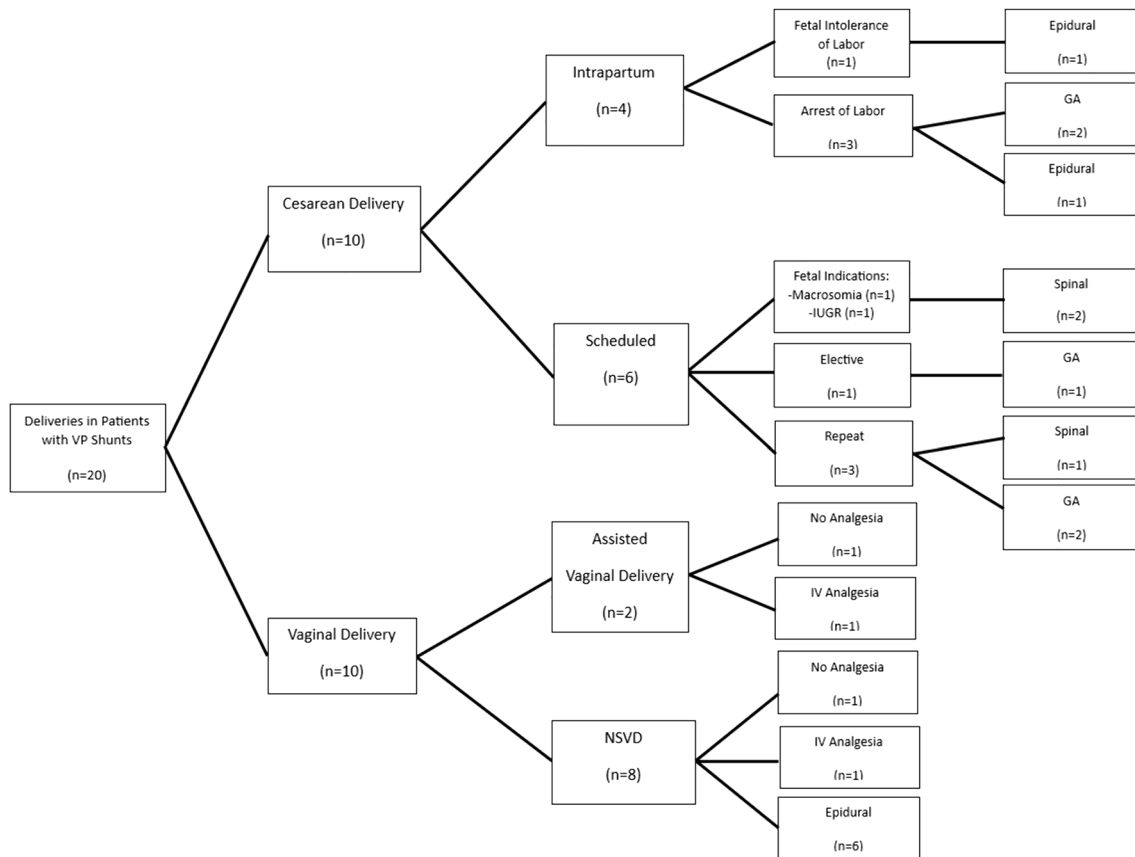 Deliveries in Patients
with VP Shunts
(n=20)
Cesarean Delivery
(n=10)
Vaginal Delivery
(n=10)
Intrapartum
(n=4)
Scheduled
(n=6)
Assisted
Vaginal Delivery
(n=2)
NSVD
(n=8)
Fetal Intolerance
of Labor
(n=1)
Arrest of Labor
(n=3)
Fetal Indications:
-Macrosomia (n=1)
-IUGR (n=1)
Elective
(n=1)
Repeat
(n=3)
No Analgesia
(n=1)
IV Analgesia
(n=1)
No Analgesia
(n=1)
IV Analgesia
(n=1)
Epidural
(n=6)
Epidural
(n=1)
GA
(n=2)
Epidural
(n=1)
Spinal
(n=2)
GA
(n=1)
Spinal
(n=1)
GA
(n=2)